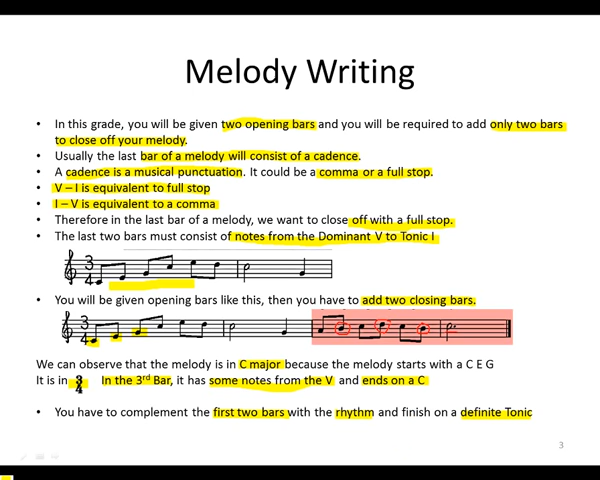 Melody Writing
• In this grade, you will be given two opening bars and you will be required to add only two bars
to close off your melody.
• Usually the last bar of a melody will consist of a cadence.
• A cadence is a musical punctuation. It could be a comma or a full stop.
• V – I is equivalent to full stop
• I – V is equivalent to a comma
• Therefore in the last bar of a melody, we want to close off with a full stop.
• The last two bars must consist of notes from the Dominant V to Tonic I
3
4
• You will be given opening bars like this, then you have to add two closing bars.
3
4
We can observe that the melody is in C major because the melody starts with a C E G
It is in 3/4 In the 3rd Bar, it has some notes from the V and ends on a C
• You have to complement the first two bars with the rhythm and finish on a definite Tonic
3